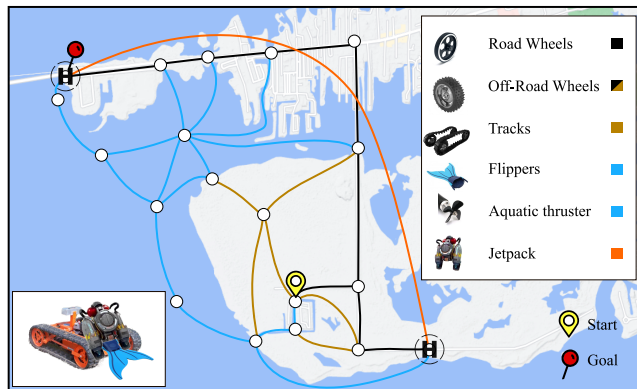 H
Road Wheels
Off-Road Wheels
Tracks
Flippers
Aquatic thruster
Jetpack
Start
Goal
H